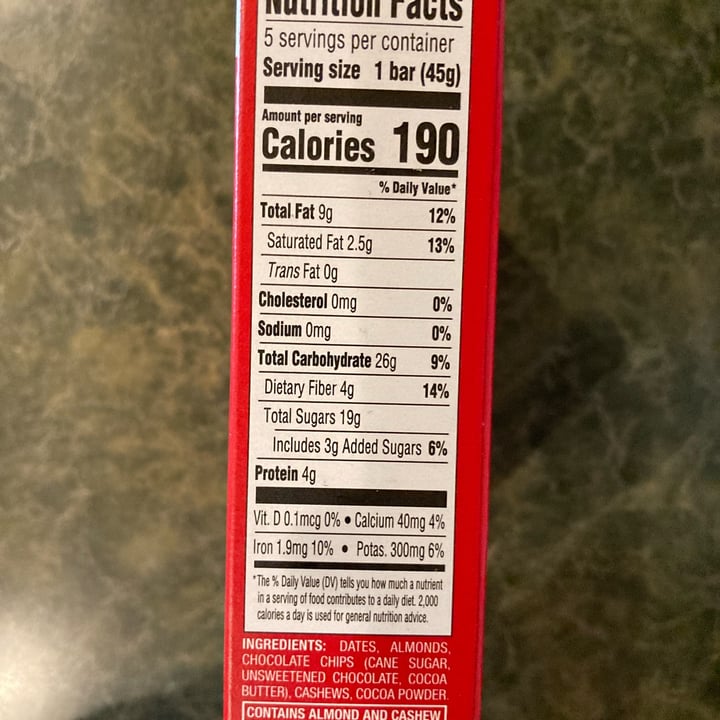 Nutrition Facts
5 servings per container
Serving size 1 bar (45g)
Amount per serving
Calories 190
% Daily Value*
Total Fat 9g 12%
Saturated Fat 2.5g 13%
Trans Fat 0g
Cholesterol 0mg 0%
Sodium 0mg 0%
Total Carbohydrate 26g 9%
Dietary Fiber 4g 14%
Total Sugars 19g
Includes 3g Added Sugars 6%
Protein 4g
Vit. D 0.1mcg 0% • Calcium 40mg 4%
Iron 1.9mg 10% • Potas. 300mg 6%
*The % Daily Value (DV) tells you how much a nutrient
in a serving of food contributes to a daily diet. 2,000
calories a day is used for general nutrition advice.
INGREDIENTS: DATES, ALMONDS,
CHOCOLATE CHIPS (CANE SUGAR,
UNSWEETENED CHOCOLATE, COCOA
BUTTER), CASHEWS, COCOA POWDER.
CONTAINS ALMOND AND CASHEW